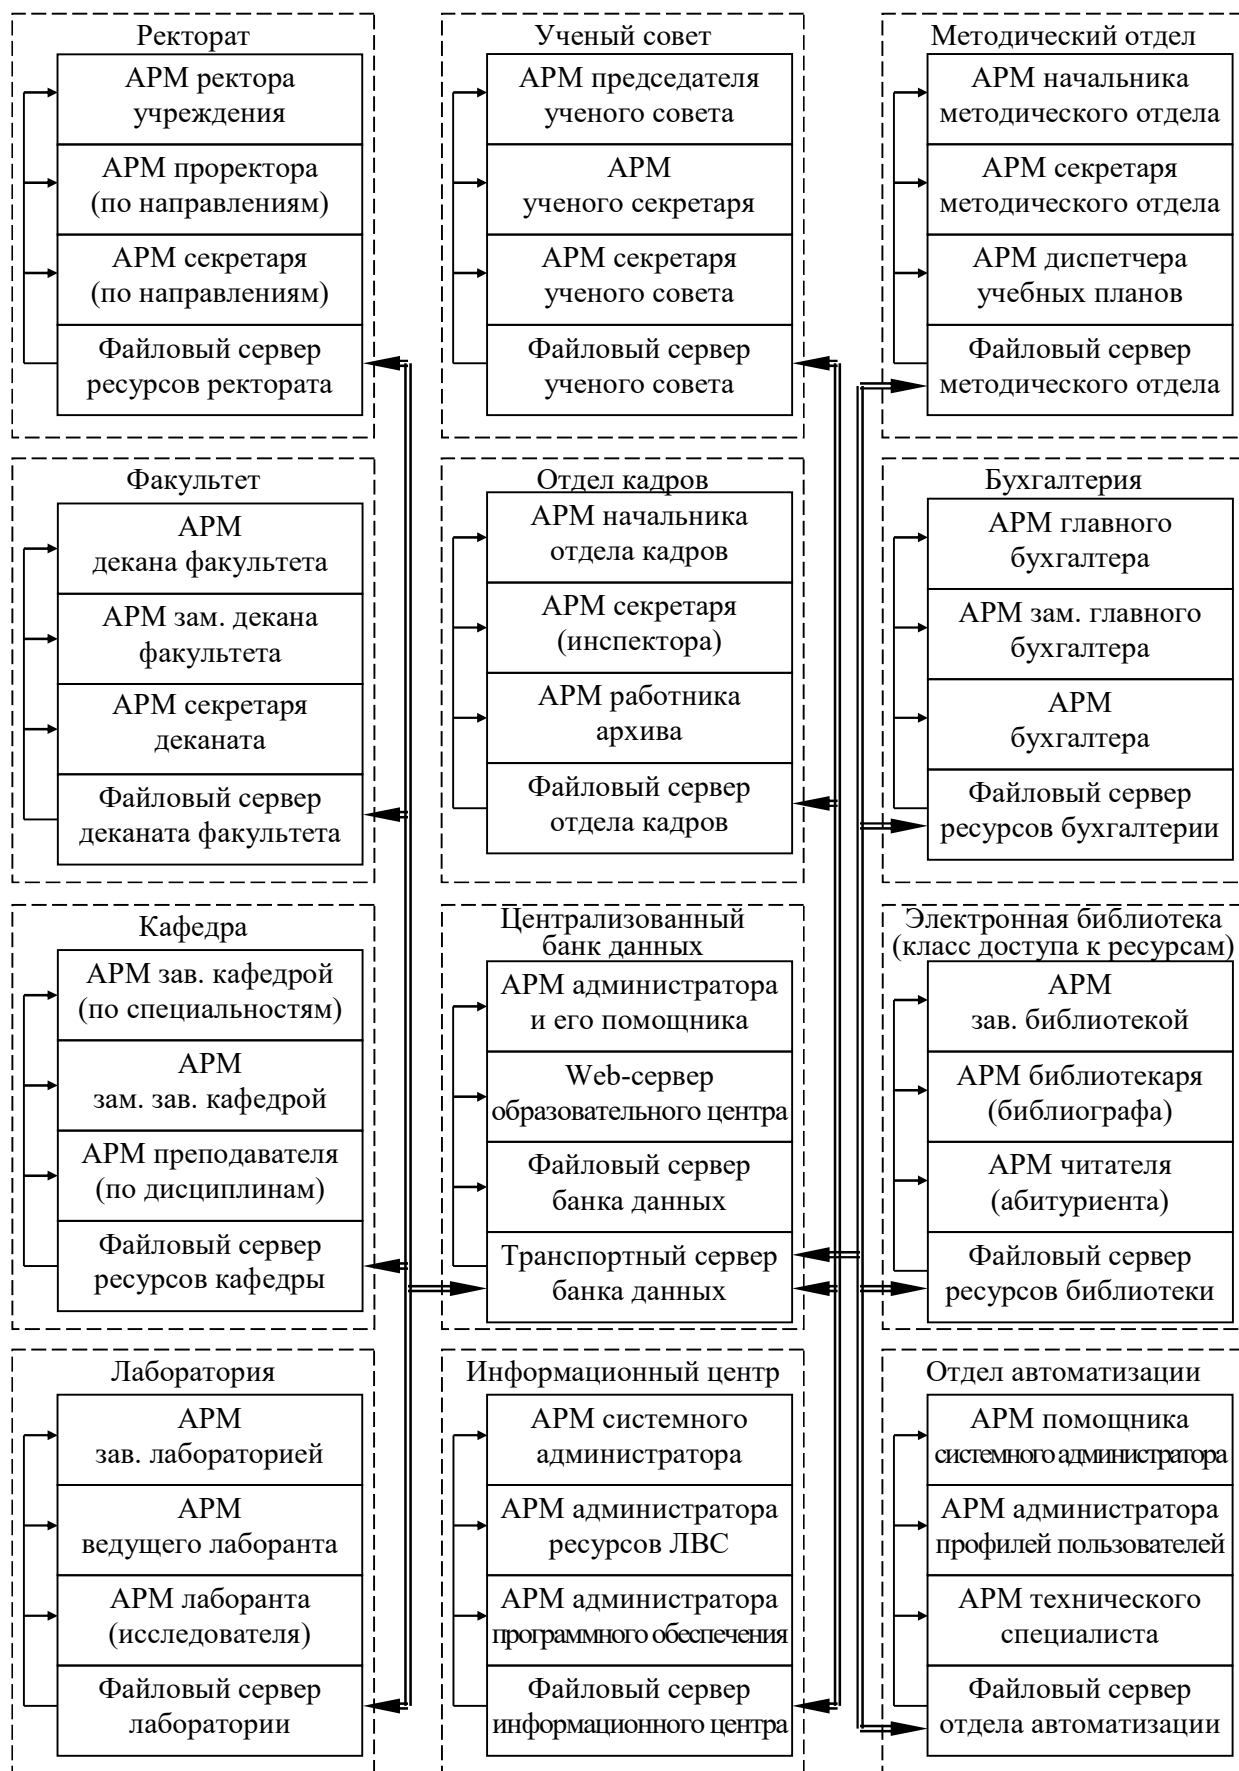 Ректорат
АРМ ректора
учреждения
АРМ проректора
(по направлениям)
АРМ секретаря
(по направлениям)
Файловый сервер
ресурсов ректората
Ученый совет
АРМ председателя
ученого совета
АРМ
ученого секретаря
АРМ секретаря
ученого совета
Файловый сервер
ученого совета
Методический отдел
АРМ начальника
методического отдела
АРМ секретаря
методического отдела
АРМ диспетчера
учебных планов
Файловый сервер
методического отдела
Факультет
АРМ
декана факультета
АРМ зам. декана
факультета
АРМ секретаря
деканата
Файловый сервер
деканата факультета
Отдел кадров
АРМ начальника
отдела кадров
АРМ секретаря
(инспектора)
АРМ работника
архива
Файловый сервер
отдела кадров
Бухгалтерия
АРМ главного
бухгалтера
АРМ зам. главного
бухгалтера
АРМ
бухгалтера
Файловый сервер
ресурсов бухгалтерии
Кафедра
АРМ зав. кафедрой
(по специальностям)
АРМ
зам. зав. кафедрой
АРМ преподавателя
(по дисциплинам)
Файловый сервер
ресурсов кафедры
Централизованный
банк данных
АРМ администратора
и его помощника
Web-сервер
образовательного центра
Файловый сервер
банка данных
Транспортный сервер
банка данных
Электронная библиотека
(класс доступа к ресурсам)
АРМ
зав. библиотекой
АРМ библиотекаря
(библиографа)
АРМ читателя
(абитуриента)
Файловый сервер
ресурсов библиотеки
Лаборатория
АРМ
зав. лабораторией
АРМ
ведущего лаборанта
АРМ лаборанта
(исследователя)
Файловый сервер
лаборатории
Информационный центр
АРМ системного
администратора
АРМ администратора
ресурсов ЛВС
АРМ администратора
программного обеспечения
Файловый сервер
информационного центра
Отдел автоматизации
АРМ помощника
системного администратора
АРМ администратора
профилей пользователей
АРМ технического
специалиста
Файловый сервер
отдела автоматизации